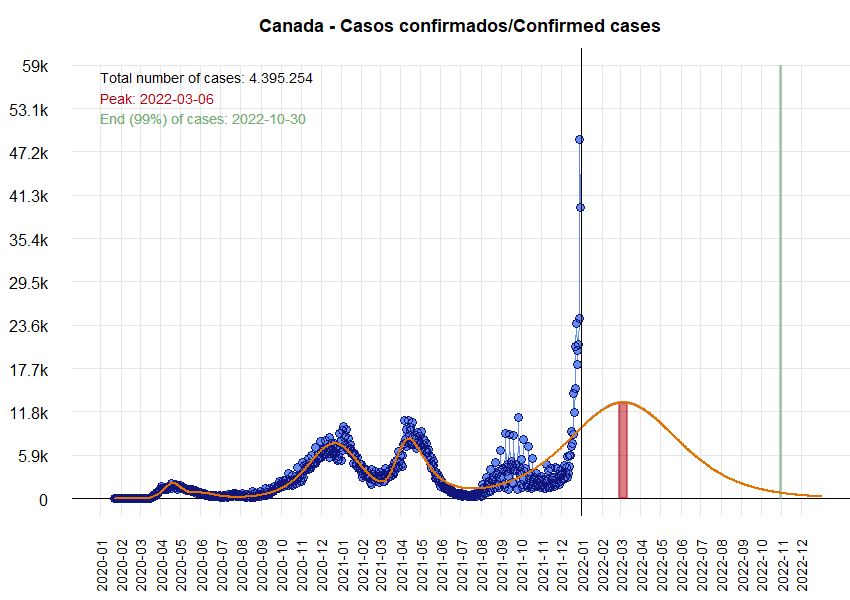 Canada - Casos confirmados/Confirmed cases
59k
Total number of cases: 4.395.254
Peak: 2022-03-06
53.1k
End (99%) of cases: 2022-10-30
47.2k
41.3k
35.4k
29.5k
23.6k
17.7k
11.8k
5.9k
0
2020-01
2020-02
2020-03
2020-04
2020-05
2020-06
2020-07
2020-08
2020-09
2020-10
2020-11
2020-12
2021-01
2021-02
2021-03
2021-04
2021-05
2021-06
2021-07
2021-08
2021-09
2021-10
2021-11
2021-12
2022-01
2022-02
2022-03
2022-04
2022-05
2022-06
2022-07
2022-08
2022-09
2022-10
2022-11
2022-12